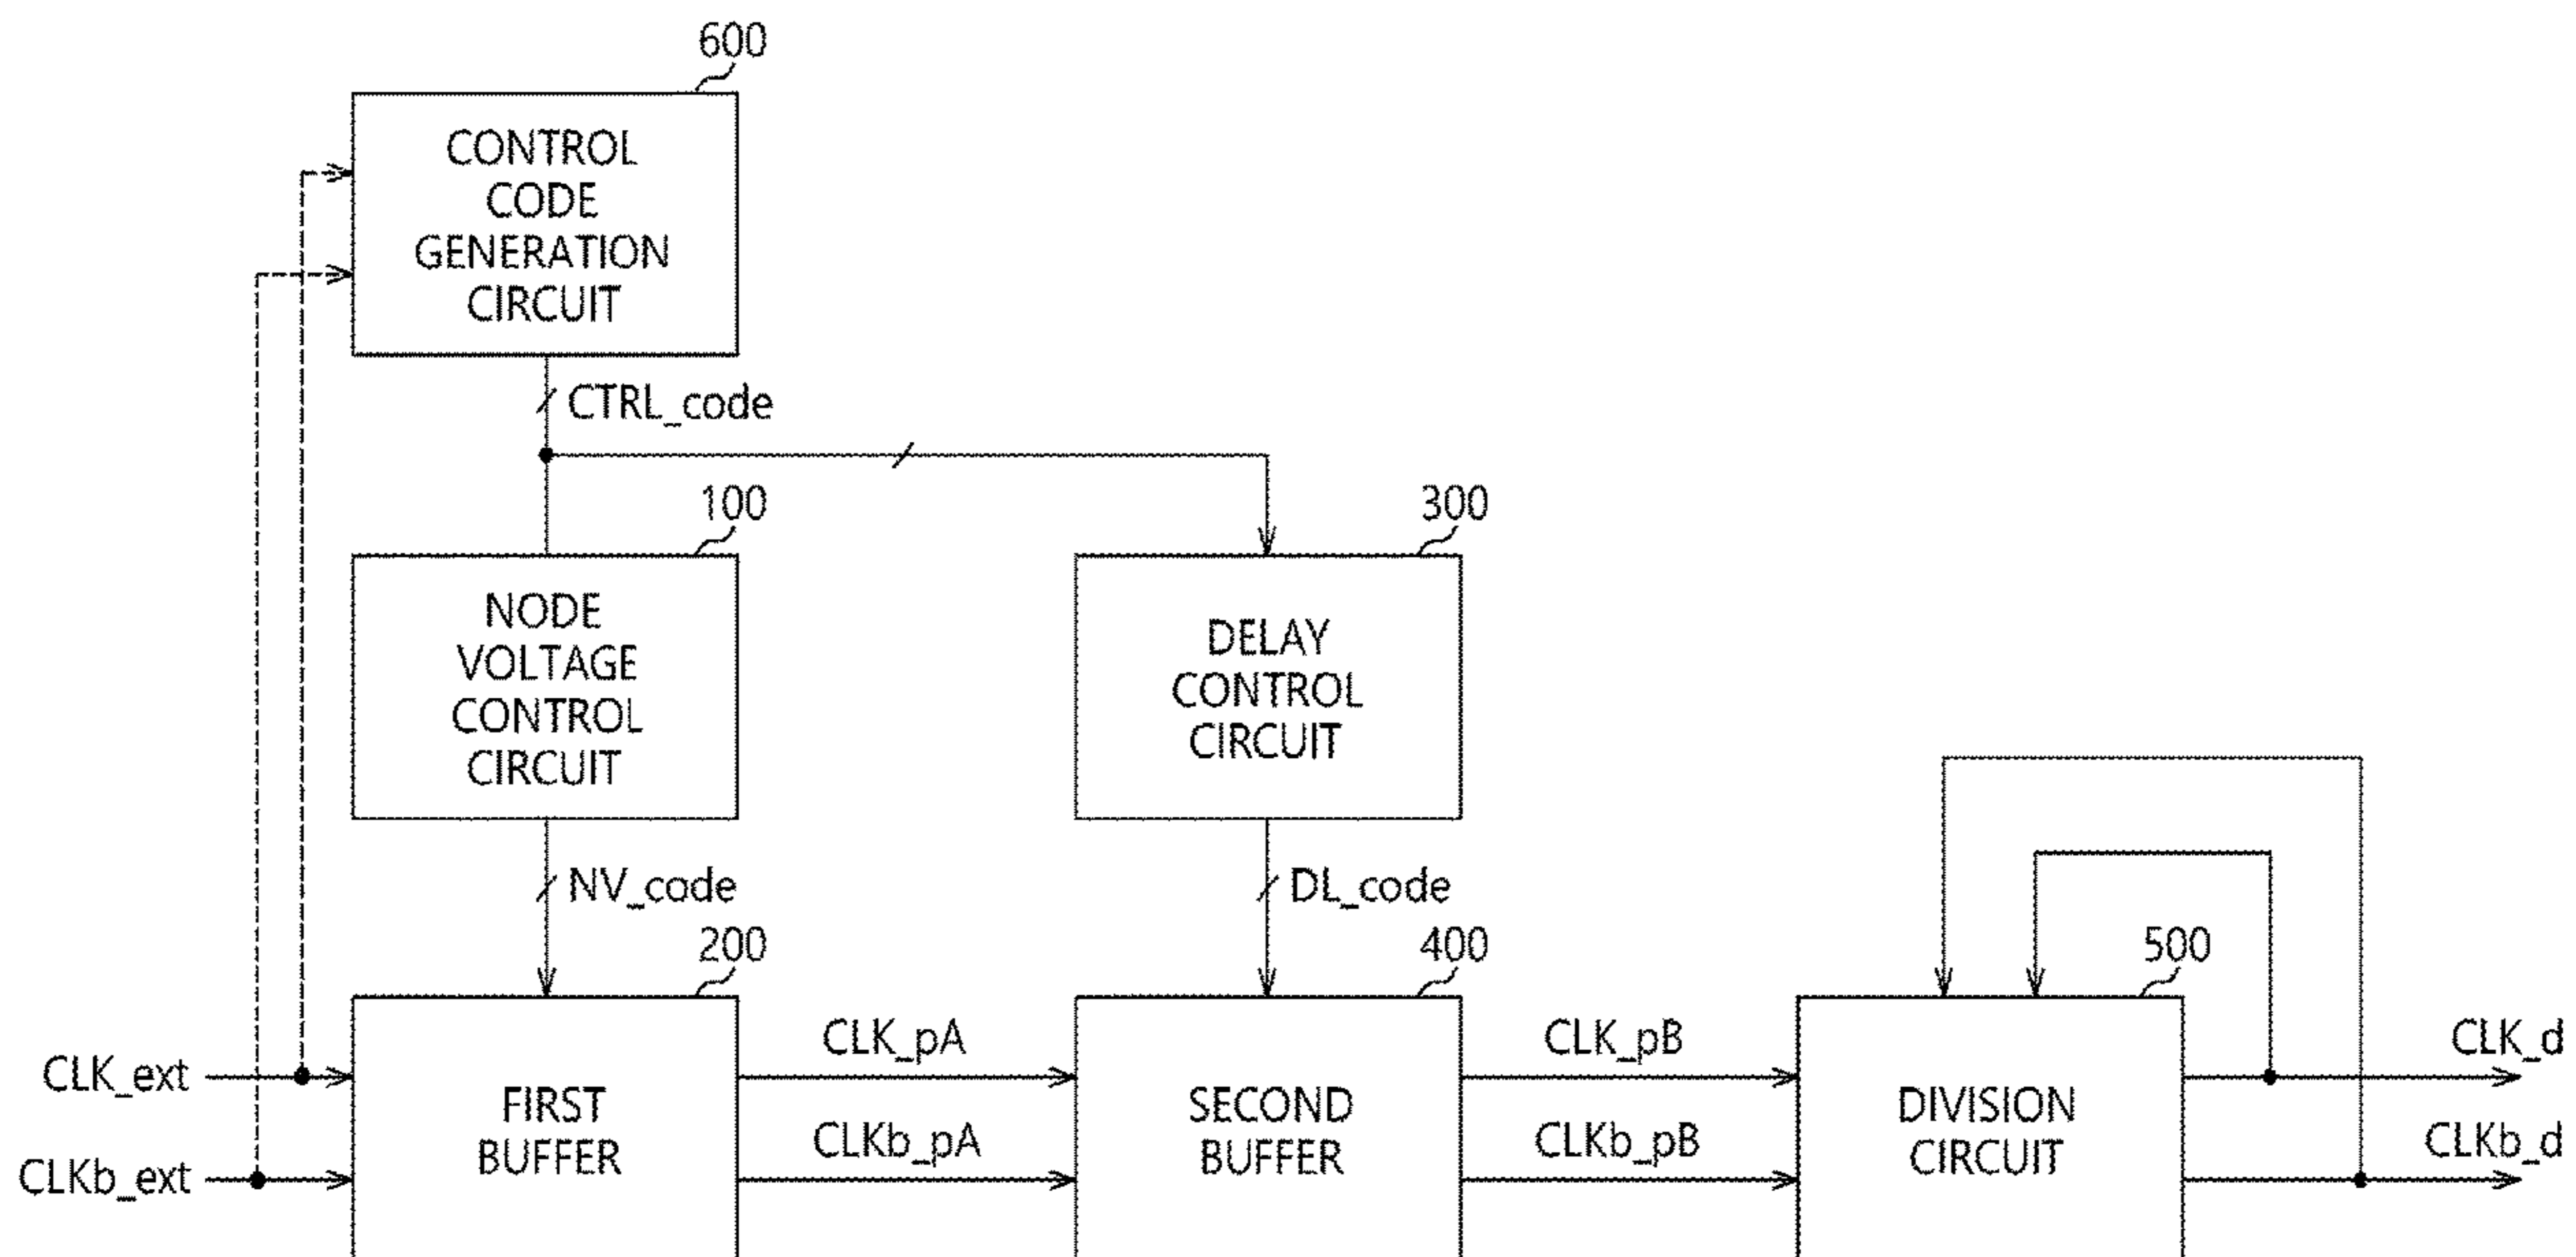 600
CONTROL
CODE
GENERATION
CIRCUIT
CTRL_code
100
NODE
VOLTAGE
CONTROL
CIRCUIT
300
DELAY
CONTROL
CIRCUIT
NV_code
DL_code
200
400
500
CLK_ext
CLKb_ext
FIRST
BUFFER
CLK_pA
CLKb_pA
SECOND
BUFFER
CLK_pB
CLKb_pB
DIVISION
CIRCUIT
CLK_d
CLKb_d